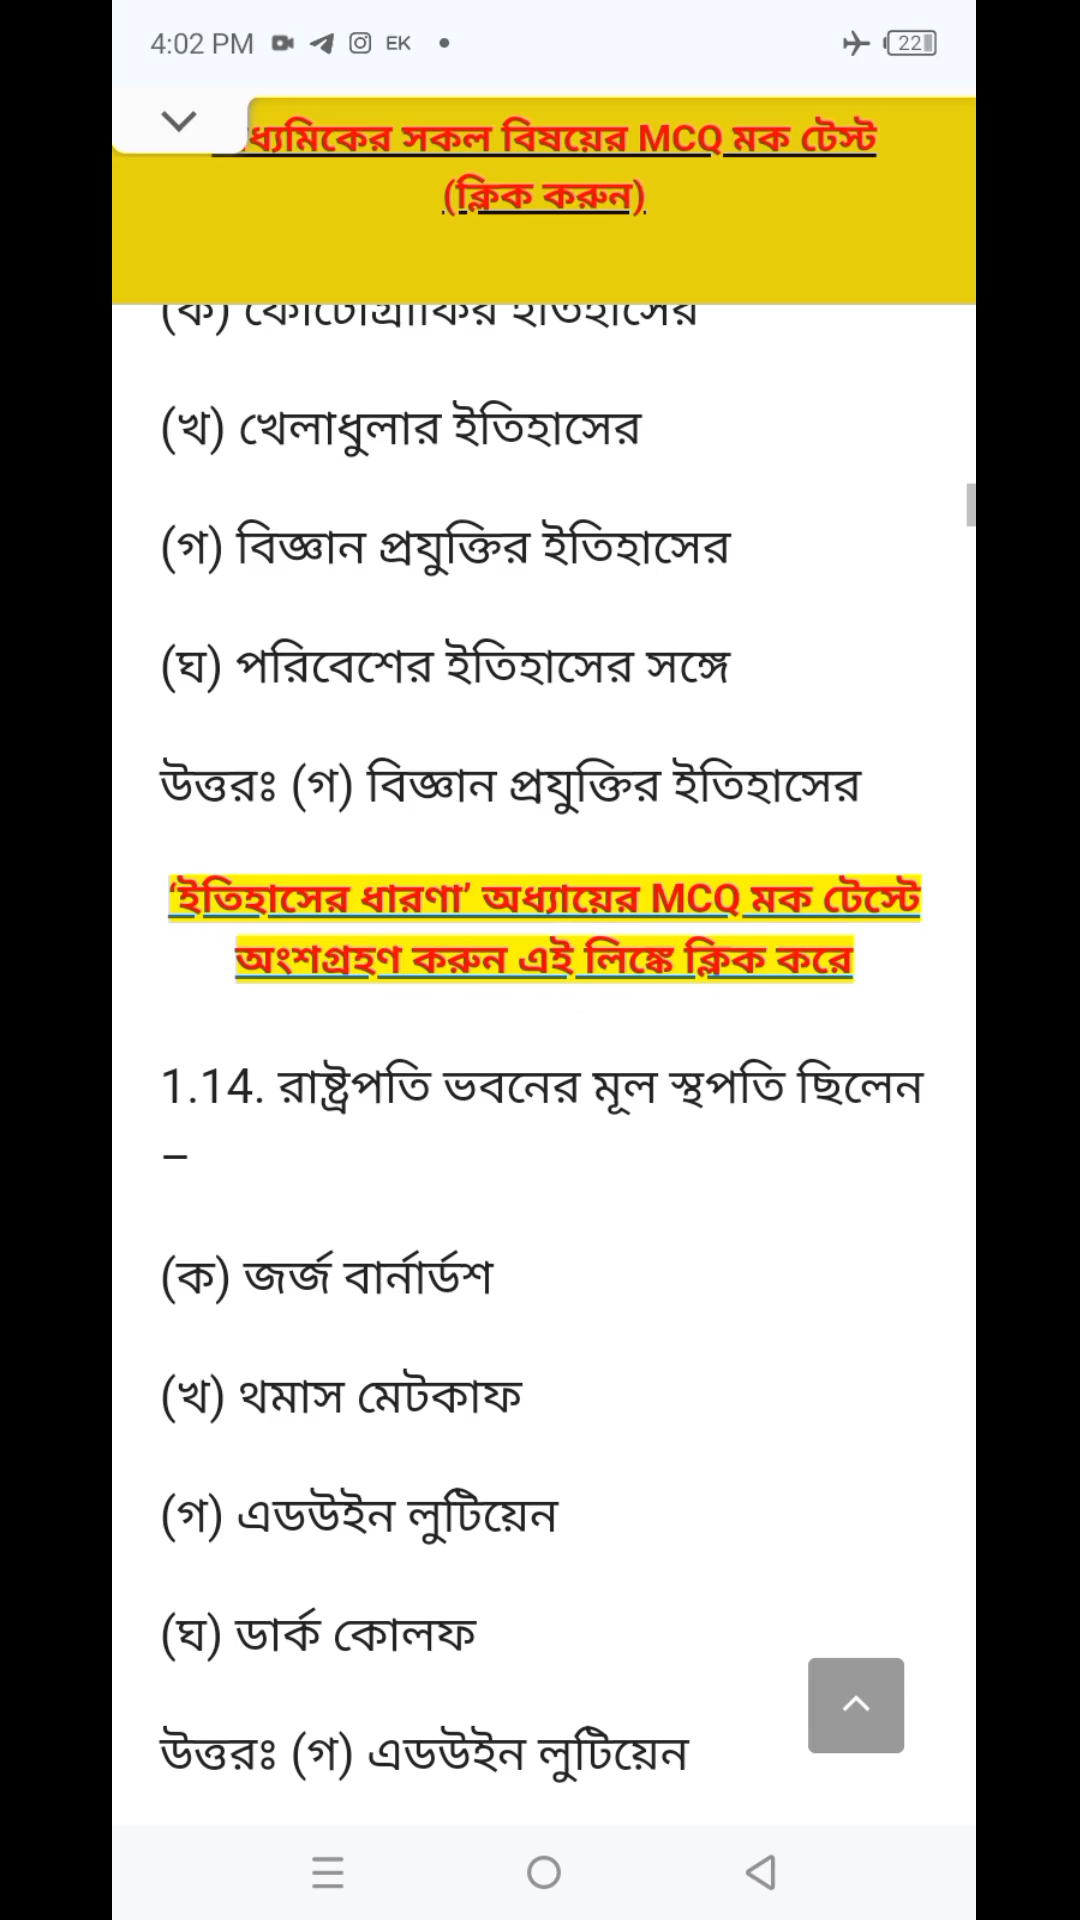 4:02 PM EK 22
ধ্যমিকের সকল বিষয়ের MCQ মক টেস্ট
(ক্লিক করুন)
(ক) ফোটোগ্রাফির ইতিহাসের
(খ) খেলাধুলার ইতিহাসের
(গ) বিজ্ঞান প্রযুক্তির ইতিহাসের
(ঘ) পরিবেশের ইতিহাসের সঙ্গে
উত্তরঃ (গ) বিজ্ঞান প্রযুক্তির ইতিহাসের
‘ইতিহাসের ধারণা’ অধ্যায়ের MCQ মক টেস্টে
অংশগ্রহণ করুন এই লিঙ্কে ক্লিক করে
1.14. রাষ্ট্রপতি ভবনের মূল স্থপতি ছিলেন
–
(ক) জর্জ বার্নার্ডশ
(খ) থমাস মেটকাফ
(গ) এডউইন লুটিয়েন
(ঘ) ডার্ক কোলফ
উত্তরঃ (গ) এডউইন লুটিয়েন